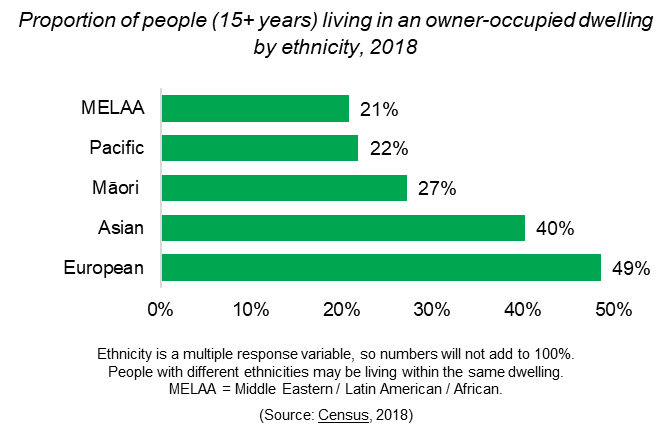 Proportion of people (15+ years) living in an owner-occupied dwelling
by ethnicity, 2018
MELAA 21%
Pacific 22%
Māori 27%
Asian 40%
European 49%
0% 10% 20% 30% 40% 50%
Ethnicity is a multiple response variable, so numbers will not add to 100%.
People with different ethnicities may be living within the same dwelling.
MELAA = Middle Eastern / Latin American / African.
(Source: Census, 2018)